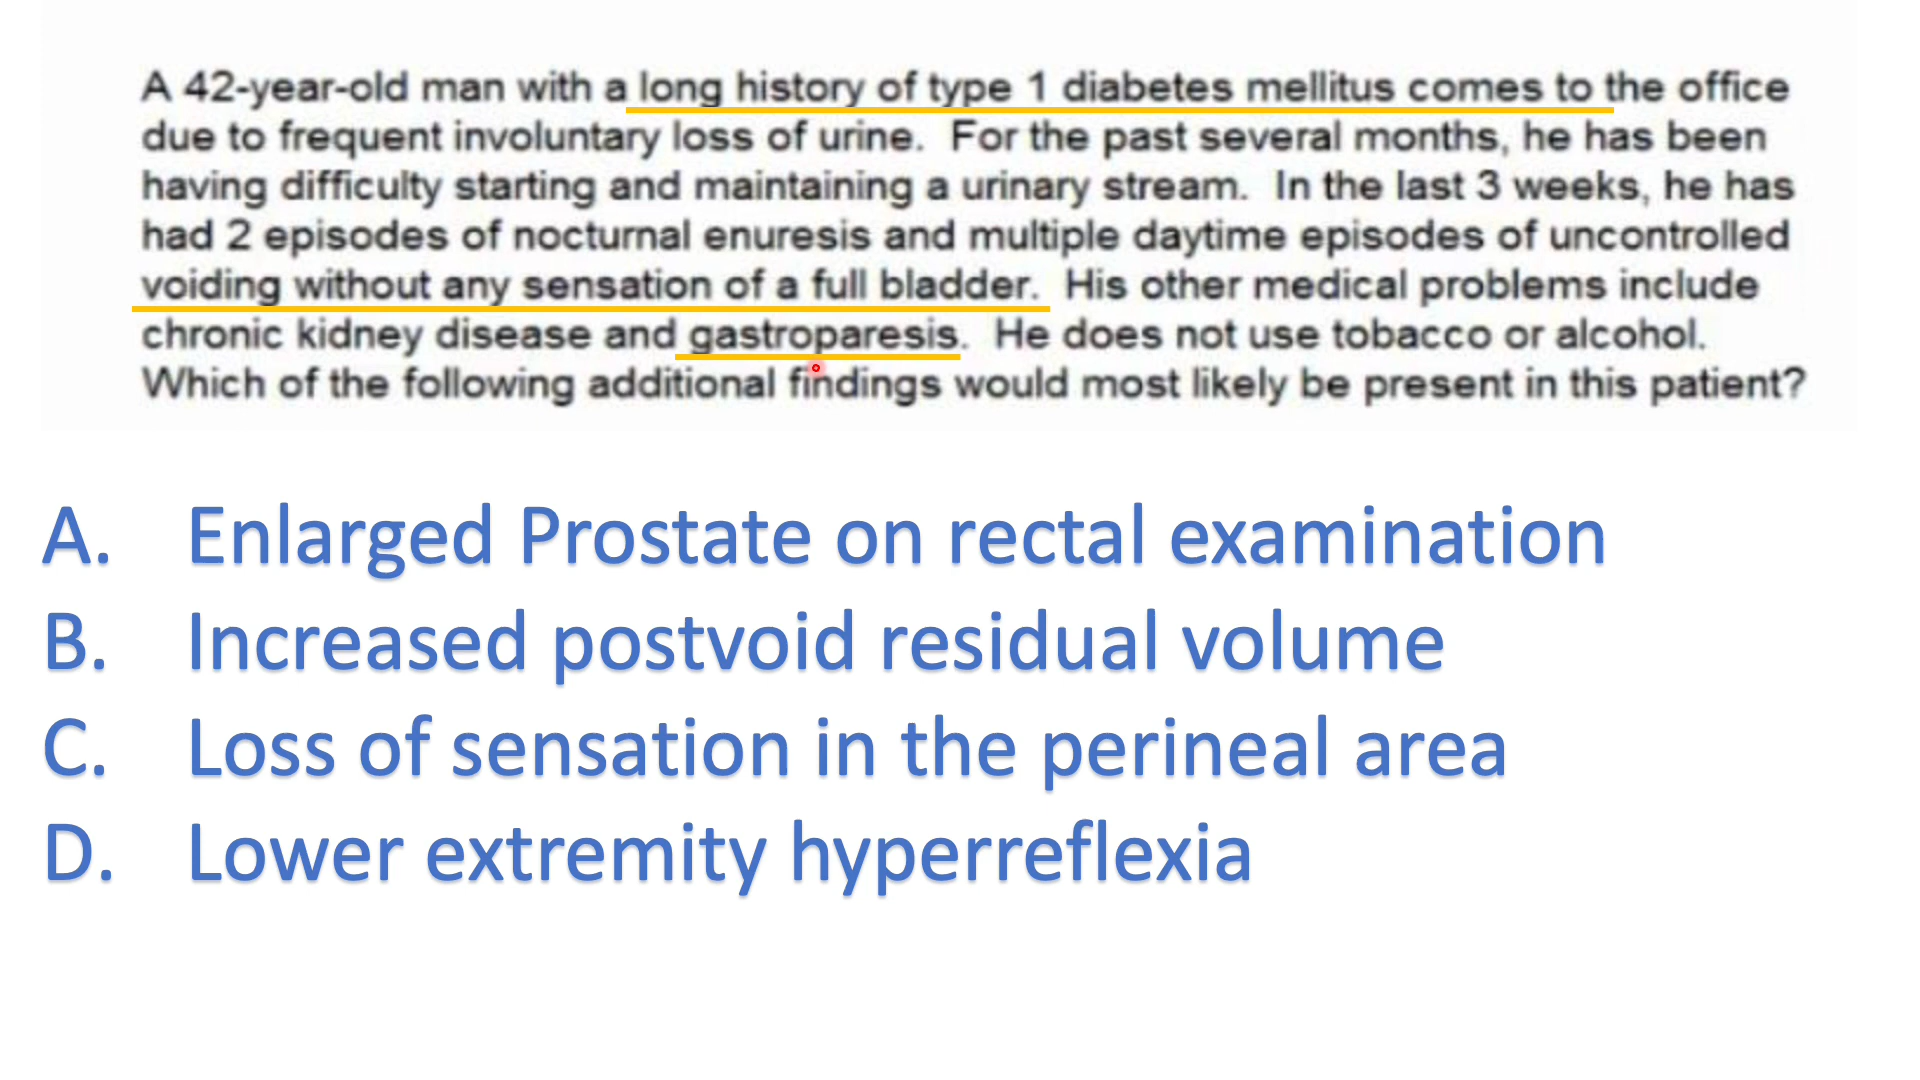 A 42-year-old man with a long history of type 1 diabetes mellitus comes to the office
due to frequent involuntary loss of urine. For the past several months, he has been
having difficulty starting and maintaining a urinary stream. In the last 3 weeks, he has
had 2 episodes of nocturnal enuresis and multiple daytime episodes of uncontrolled
voiding without any sensation of a full bladder. His other medical problems include
chronic kidney disease and gastroparesis. He does not use tobacco or alcohol.
Which of the following additional findings would most likely be present in this patient?
A. Enlarged Prostate on rectal examination
B. Increased postvoid residual volume
C. Loss of sensation in the perineal area
D. Lower extremity hyperreflexia